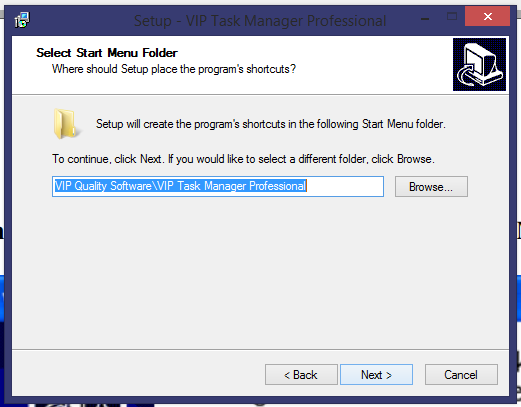 Setup - VIP Task Manager Professional
Select Start Menu Folder
Where should Setup place the program's shortcuts?
Setup will create the program's shortcuts in the following Start Menu folder.
To continue, click Next. If you would like to select a different folder, click Browse.
VIP Quality Software\VIP Task Manager Professional
Browse...
< Back
Next >
Cancel